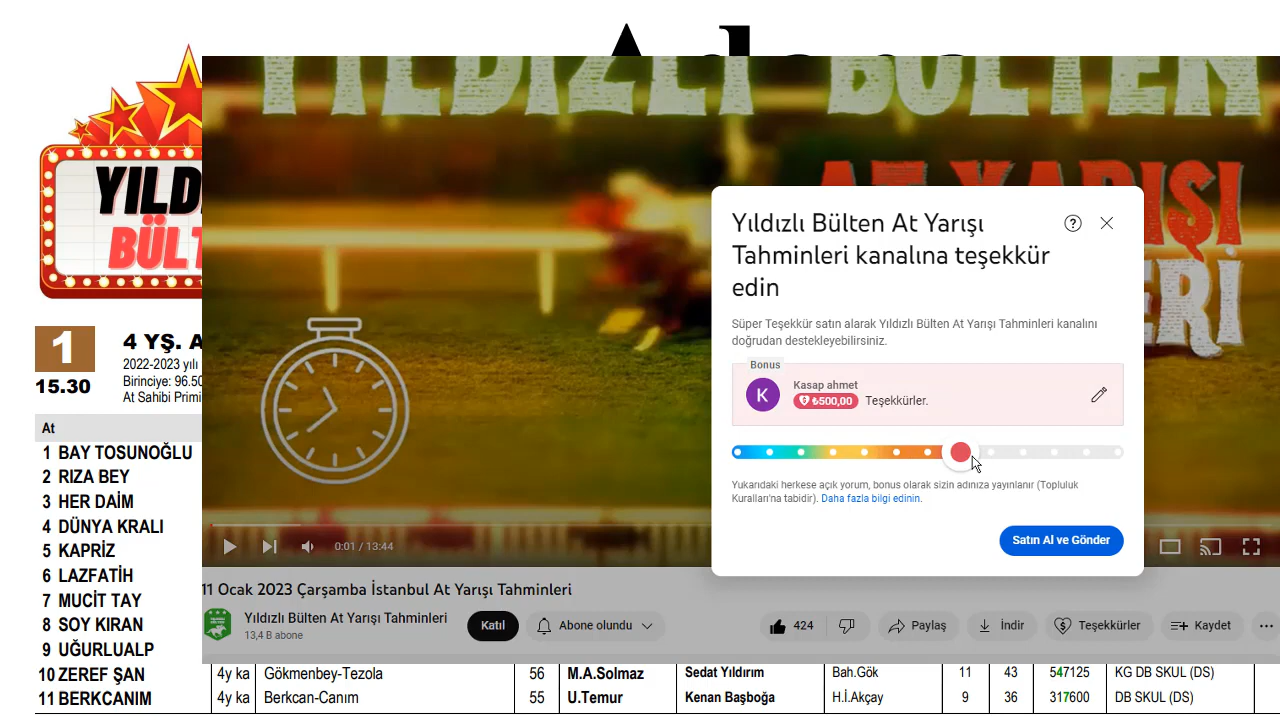 YILDIZLI BÜLTEN
AT YARIŞI
YILD
BÜLT
1
15.30
4 YŞ. A
2022-2023 yılı
Birinciye: 96.50
At Sahibi Primi
At
1 BAY TOSUNOĞLU
2 RIZA BEY
3 HER DAİM
4 DÜNYA KRALI
5 KAPRİZ
6 LAZFATİH
7 MUCİT TAY
8 SOY KIRAN
9 UĞURLUALP
10 ZEREF ŞAN
11 BERKCANIM
Yıldızlı Bülten At Yarışı
Tahminleri kanalına teşekkür
edin
Süper Teşekkür satın alarak Yıldızlı Bülten At Yarışı Tahminleri kanalını
doğrudan destekleyebilirsiniz.
Bonus
K
Kasap ahmet
₺500,00 Teşekkürler.
Yukarıdaki herkese açık yorum, bonus olarak sizin adınıza yayınlanır (Topluluk
Kuralları'na tabidir). Daha fazla bilgi edinin.
Satın Al ve Gönder
ERİ
0:01 / 13:44
11 Ocak 2023 Çarşamba İstanbul At Yarışı Tahminleri
Yıldızlı Bülten At Yarışı Tahminleri
13,4 B abone
Katıl
Abone olundu
424
Paylaş
İndir
Teşekkürler
Kaydet
4y ka Gökmenbey-Tezola 56 M.A.Solmaz Sedat Yıldırım Bah.Gök 11 43 547125 KG DB SKUL (DS)
4y ka Berkcan-Canım 55 U.Temur Kenan Başboğa H.İ.Akçay 9 36 317600 DB SKUL (DS)